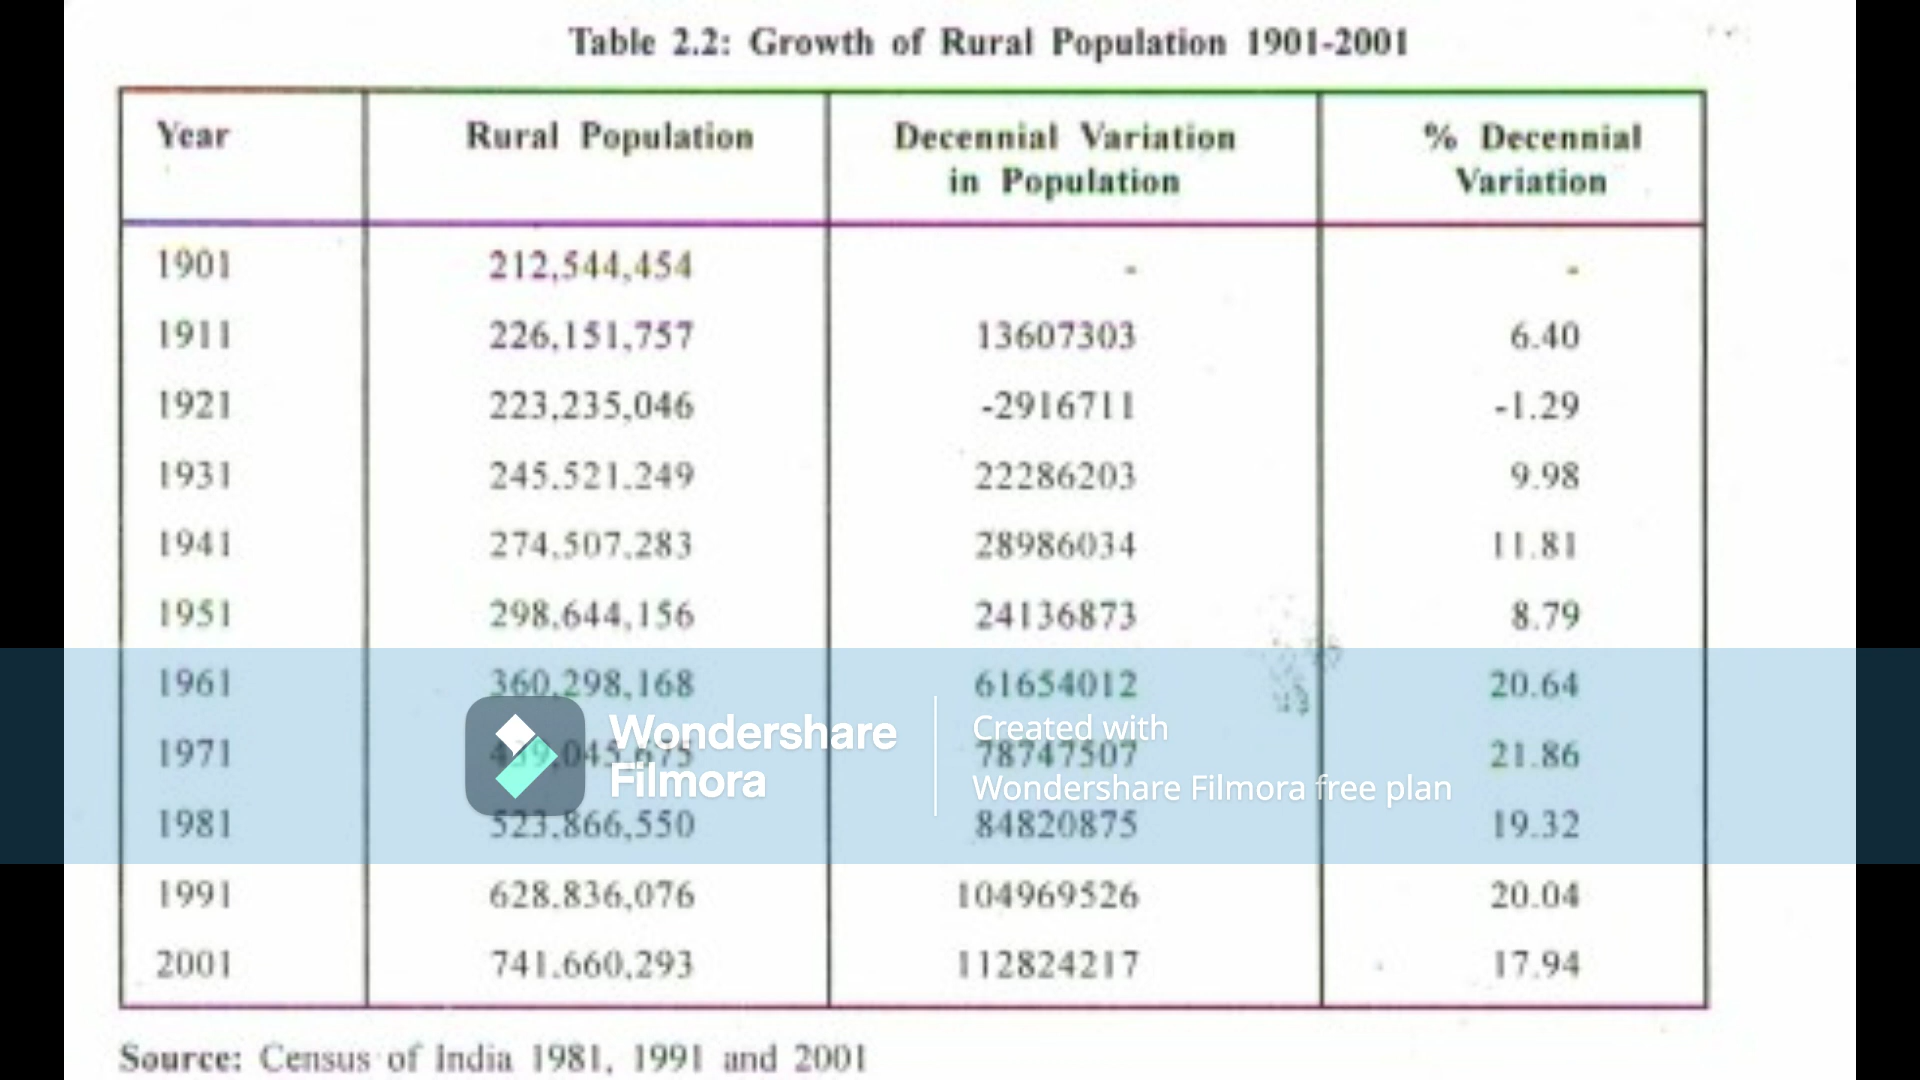 Table 2.2: Growth of Rural Population 1901-2001
Year Rural Population Decennial Variation in Population % Decennial Variation
1901 212,544,454 - -
1911 226,151,757 13607303 6.40
1921 223,235,046 -2916711 -1.29
1931 245.521.249 22286203 9.98
1941 274.507.283 28986034 11.81
1951 298,644,156 24136873 8.79
1961 360,298,168 61654012 20.64
1971 439,045,675 78747507 21.86
1981 523,866,550 84820875 19.32
1991 628,836,076 104969526 20.04
2001 741.660,293 112824217 17.94
Source: Census of India 1981, 1991 and 2001
Wondershare
Filmora
Created with
Wondershare Filmora free plan